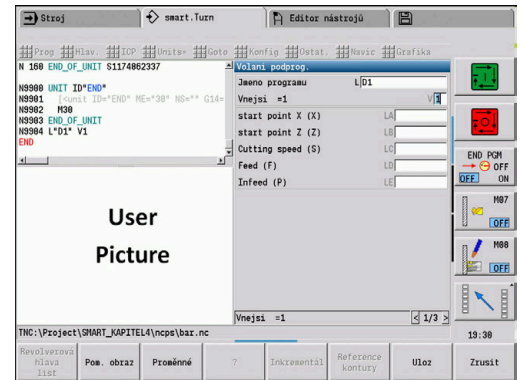 Stroj
smart.Turn
Editor nástrojů
Prog Hlav. ICP Units» Goto Konfig Ostat. Navic Grafika
N 160 END_OF_UNIT S1174862337
N9900 UNIT ID"END"
N9901 [<unit ID="END" ME="30" NS="" G14=
N9902 M30
N9903 END_OF_UNIT
N9904 L"D1" V1
END
User
Picture
Volani podprog.
Jmeno programu L D1
Vnejsi =1 V 1
start point X (X) LA
start point Z (Z) LB
Cutting speed (S) LC
Feed (F) LD
Infeed (P) LE
Vnejsi =1 < 1/3 >
END PGM
OFF
OFF ON
M07
OFF
M08
OFF
TNC:\Project\SMART_KAPITEL4\ncps\bar.nc
19:30
Revolverová hlava list
Pom. obraz
Proměnné
?
Inkrementál
Reference kontury
Uloz
Zrusit